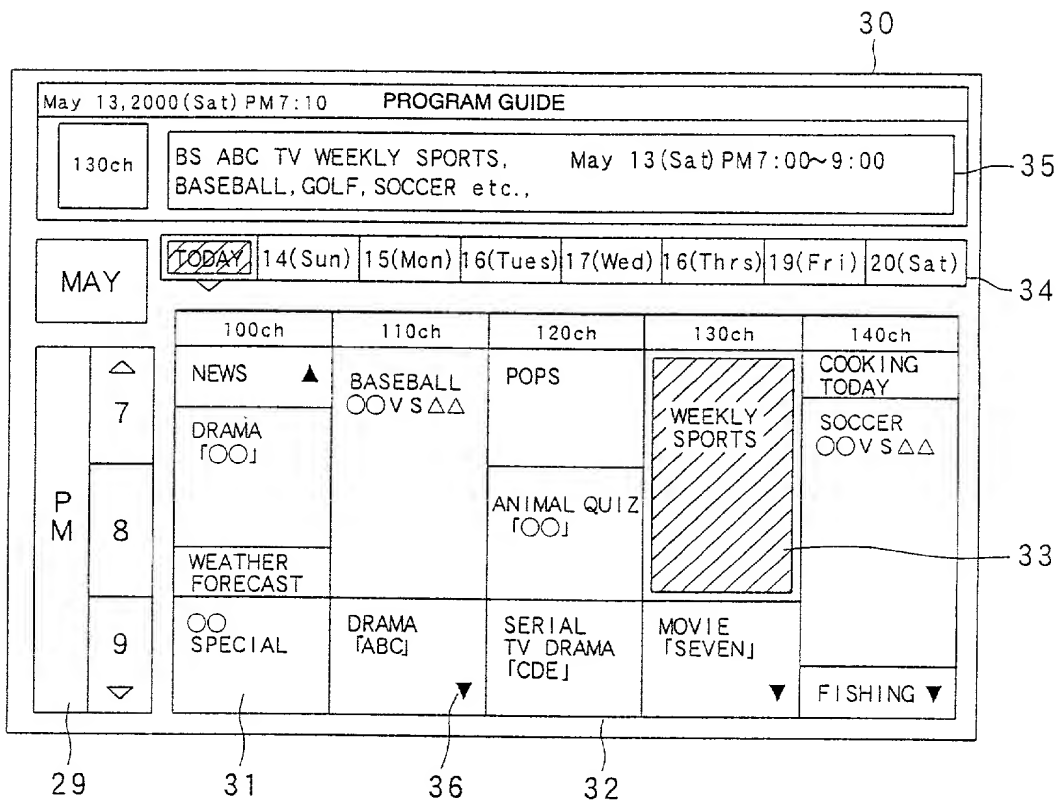 30
May 13,2000(Sat) PM7:10 PROGRAM GUIDE
130ch
BS ABC TV WEEKLY SPORTS, May 13(Sat) PM7:00~9:00
BASEBALL, GOLF, SOCCER etc.,
35
MAY
TODAY 14(Sun) 15(Mon) 16(Tues) 17(Wed) 16(Thrs) 19(Fri) 20(Sat)
34
100ch 110ch 120ch 130ch 140ch
PM
7
8
9
NEWS ▲
DRAMA
「○○」
WEATHER
FORECAST
○○
SPECIAL
BASEBALL
○○VS△△
DRAMA
「ABC」
▼
POPS
ANIMAL QUIZ
「○○」
SERIAL
TV DRAMA
「CDE」
WEEKLY
SPORTS
MOVIE
「SEVEN」
▼
COOKING
TODAY
SOCCER
○○VS△△
FISHING ▼
33
29 31 36 32